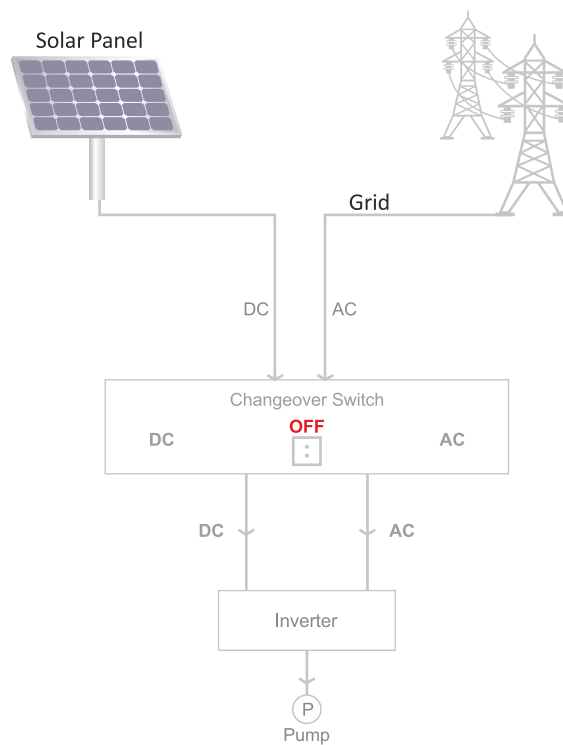 Solar Panel
Grid
DC
AC
Changeover Switch
OFF
DC
AC
DC
AC
Inverter
P
Pump